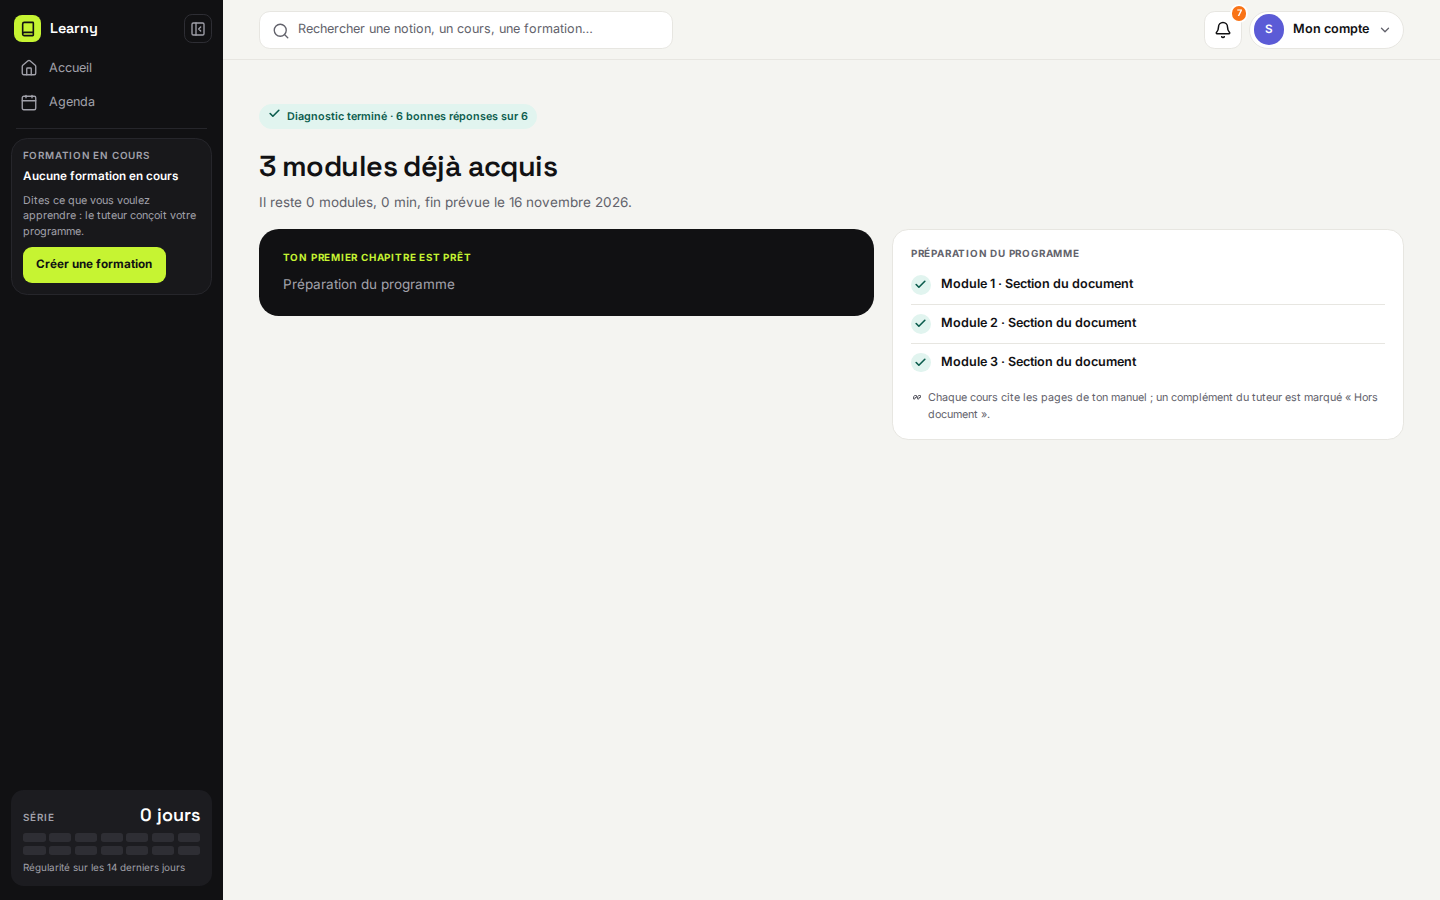 Learny
Accueil
Agenda
FORMATION EN COURS
Aucune formation en cours
Dites ce que vous voulez
apprendre : le tuteur conçoit votre
programme.
Créer une formation
SÉRIE
0 jours
Régularité sur les 14 derniers jours
Rechercher une notion, un cours, une formation...
7
S
Mon compte
Diagnostic terminé · 6 bonnes réponses sur 6
3 modules déjà acquis
Il reste 0 modules, 0 min, fin prévue le 16 novembre 2026.
TON PREMIER CHAPITRE EST PRÊT
Préparation du programme
PRÉPARATION DU PROGRAMME
Module 1 · Section du document
Module 2 · Section du document
Module 3 · Section du document
Chaque cours cite les pages de ton manuel ; un complément du tuteur est marqué « Hors
document ».